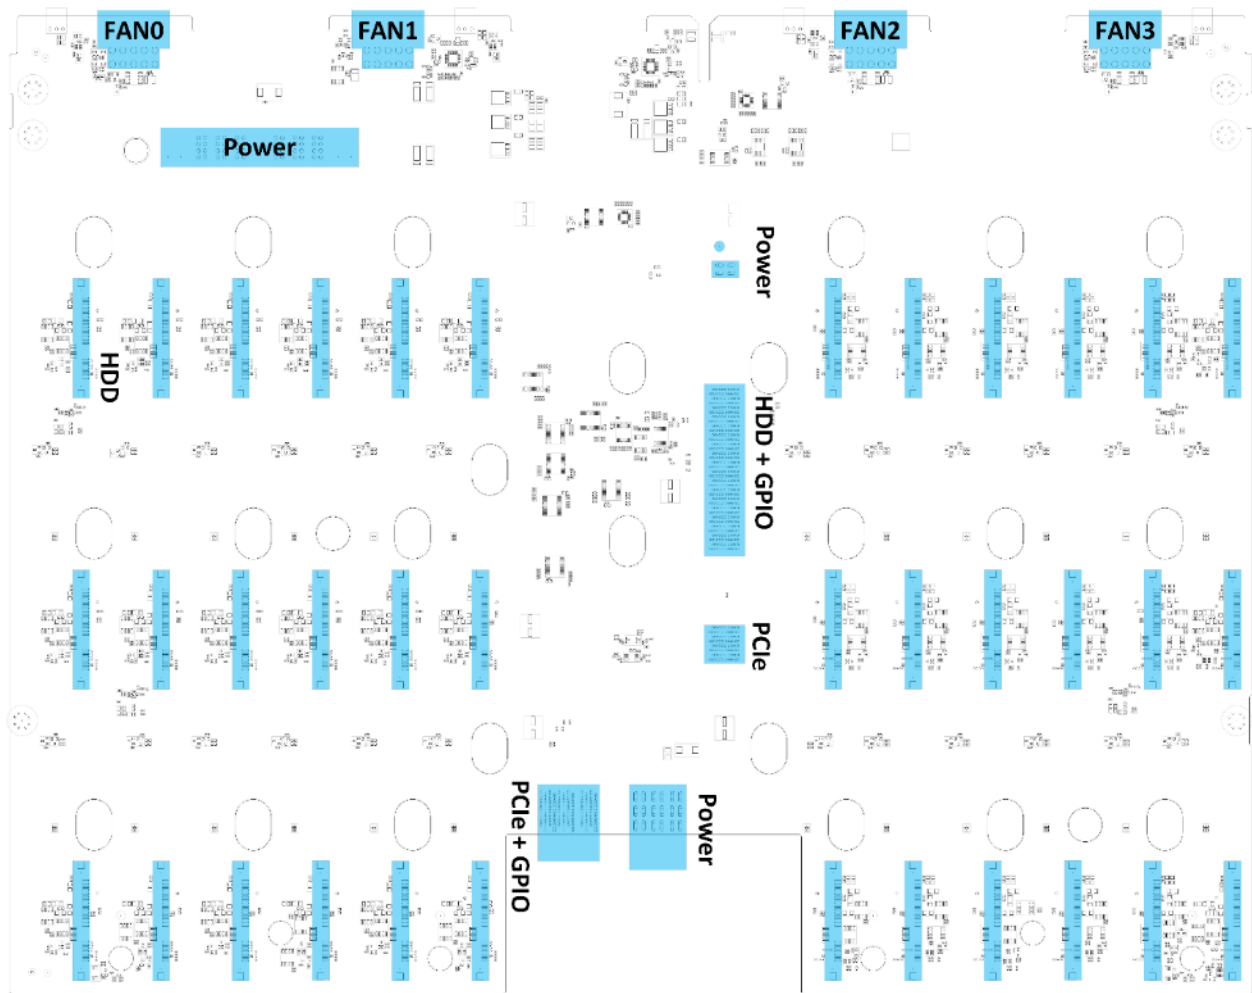 FAN0
FAN1
FAN2
FAN3
Power
Power
HDD
HDD + GPIO
PCIe
PCIe + GPIO
Power